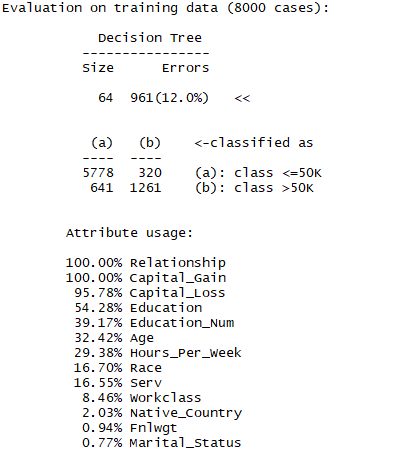 Evaluation on training data (8000 cases):
Decision Tree
----------------
Size Errors
64 961(12.0%) <<
(a) (b) <-classified as
---- ----
5778 320 (a): class <=50K
641 1261 (b): class >50K
Attribute usage:
100.00% Relationship
100.00% Capital_Gain
95.78% Capital_Loss
54.28% Education
39.17% Education_Num
32.42% Age
29.38% Hours_Per_Week
16.70% Race
16.55% Serv
8.46% Workclass
2.03% Native_Country
0.94% Fnlwgt
0.77% Marital_Status